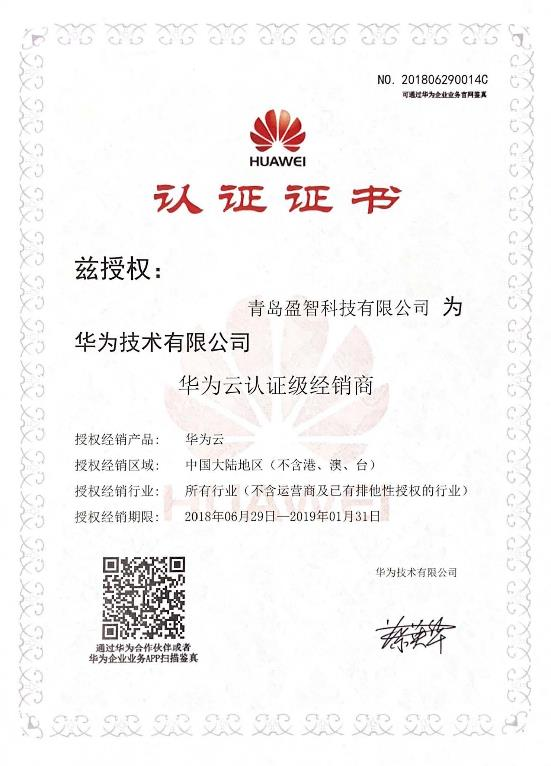 NO. 201806290014C
可通过华为企业业务官网鉴真
HUAWEI
认证证书
兹授权：
青岛盈智科技有限公司 为
华为技术有限公司
华为云认证级经销商
授权经销产品: 华为云
授权经销区域: 中国大陆地区（不含港、澳、台）
授权经销行业: 所有行业（不含运营商及已有排他性授权的行业）
授权经销期限: 2018年06月29日—2019年01月31日
华为技术有限公司
通过华为合作伙伴或者
华为企业业务APP扫描鉴真
HUAWEI